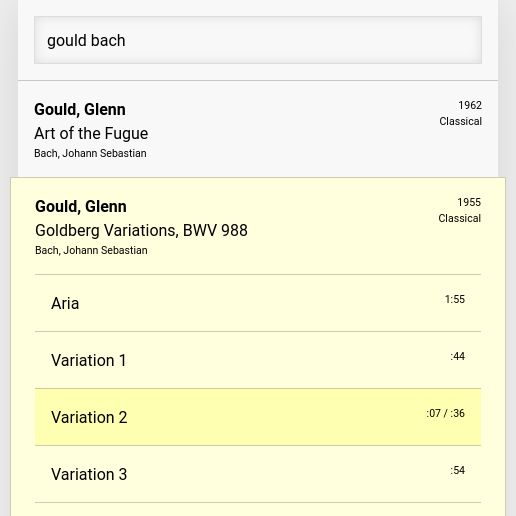 gould bach
Gould, Glenn
1962
Art of the Fugue
Classical
Bach, Johann Sebastian
Gould, Glenn
1955
Goldberg Variations, BWV 988
Classical
Bach, Johann Sebastian
Aria 1:55
Variation 1 :44
Variation 2 :07 / :36
Variation 3 :54